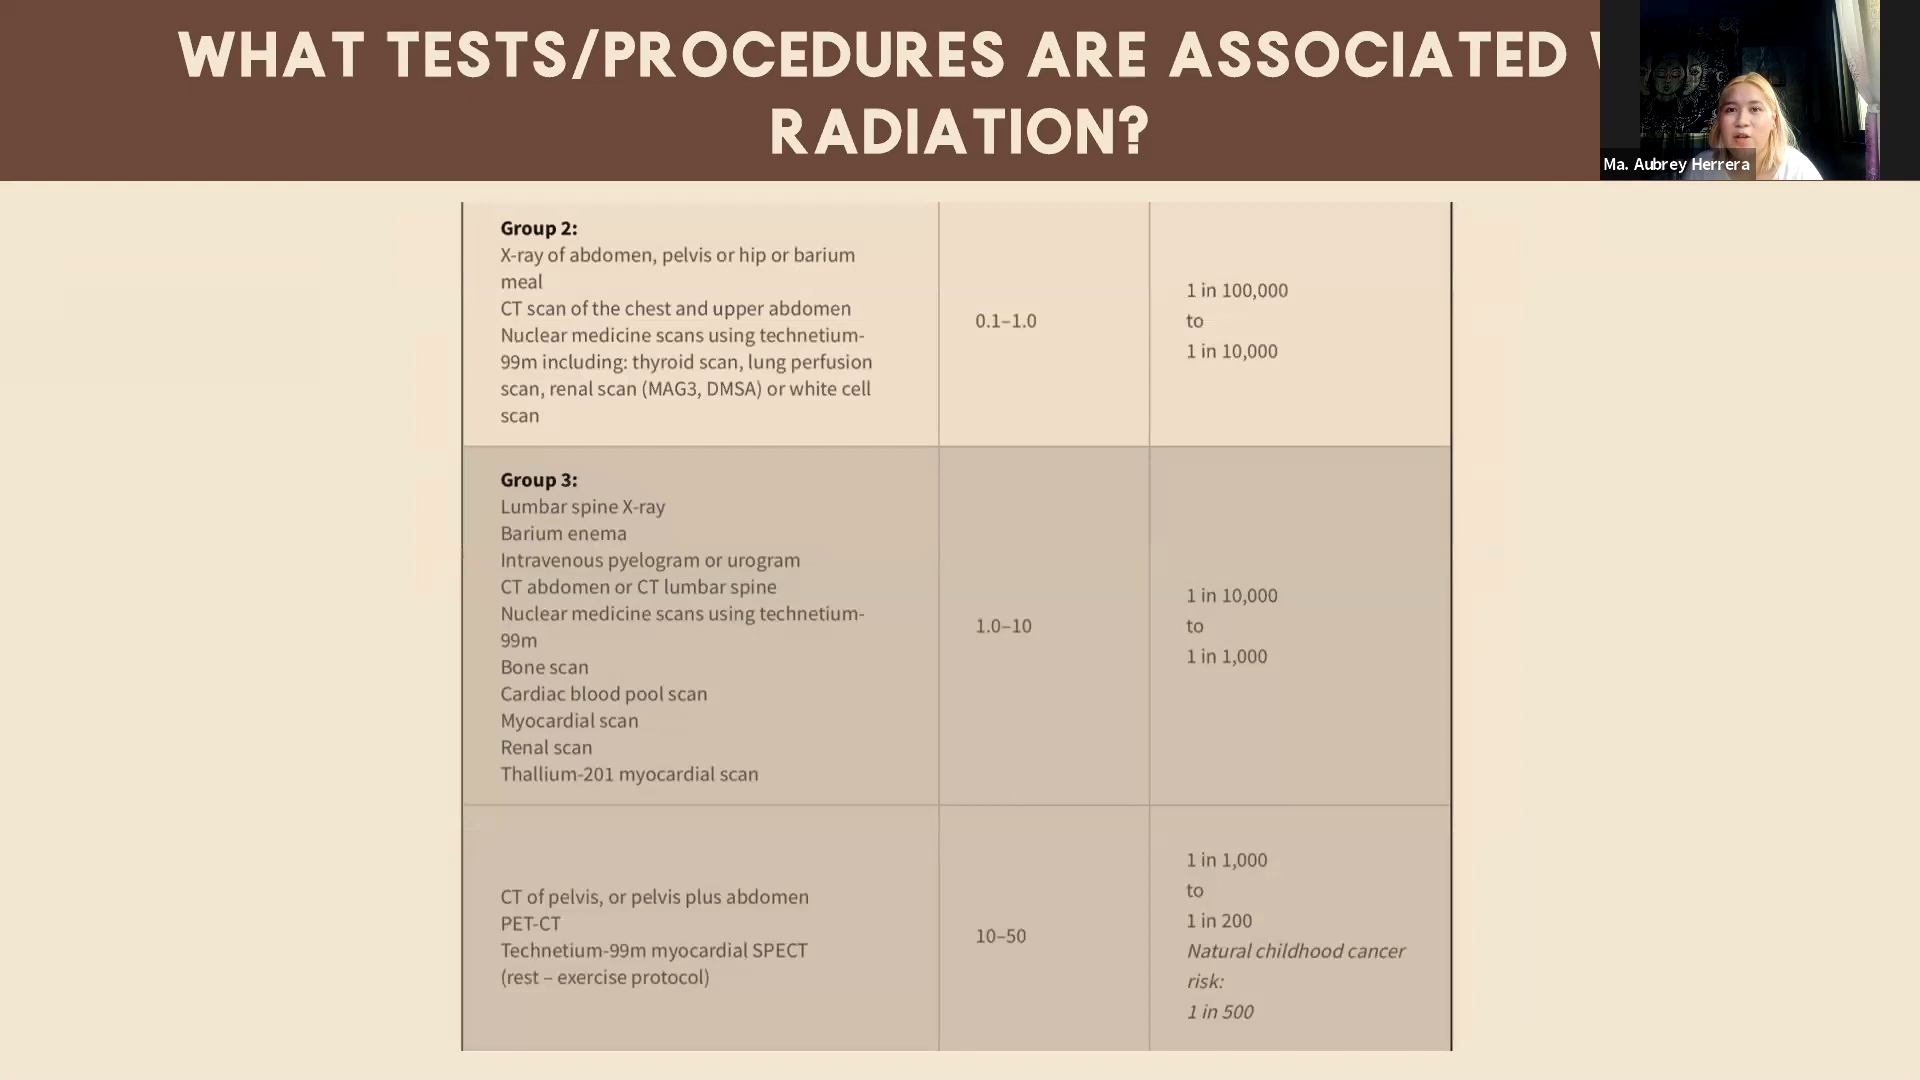 WHAT TESTS/PROCEDURES ARE ASSOCIATED
RADIATION?
Ma. Aubrey Herrera
Group 2:
X-ray of abdomen, pelvis or hip or barium
meal
CT scan of the chest and upper abdomen
Nuclear medicine scans using technetium-
99m including: thyroid scan, lung perfusion
scan, renal scan (MAG3, DMSA) or white cell
scan
0.1–1.0
1 in 100,000
to
1 in 10,000
Group 3:
Lumbar spine X-ray
Barium enema
Intravenous pyelogram or urogram
CT abdomen or CT lumbar spine
Nuclear medicine scans using technetium-
99m
Bone scan
Cardiac blood pool scan
Myocardial scan
Renal scan
Thallium-201 myocardial scan
1.0–10
1 in 10,000
to
1 in 1,000
CT of pelvis, or pelvis plus abdomen
PET-CT
Technetium-99m myocardial SPECT
(rest – exercise protocol)
10–50
1 in 1,000
to
1 in 200
Natural childhood cancer
risk:
1 in 500